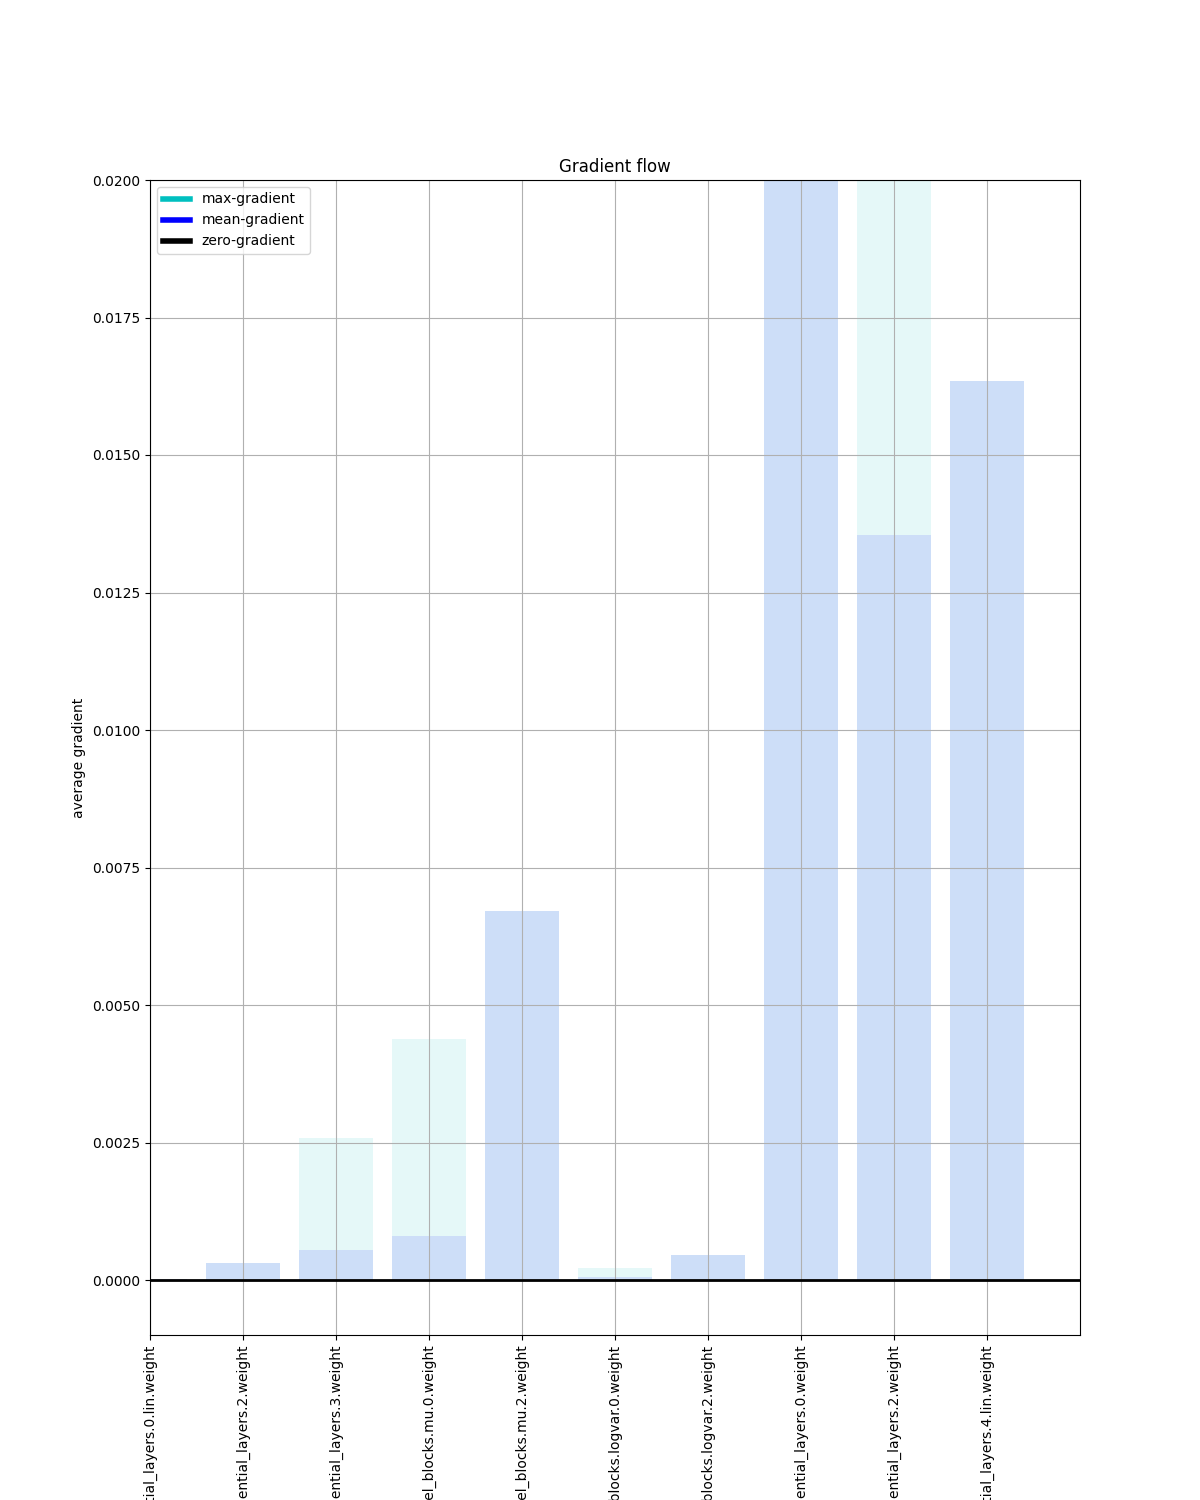 Gradient flow
max-gradient
mean-gradient
zero-gradient
0.0200
0.0175
0.0150
0.0125
0.0100
0.0075
0.0050
0.0025
0.0000
average gradient
tial_layers.0.lin.weight
ential_layers.2.weight
ential_layers.3.weight
el_blocks.mu.0.weight
el_blocks.mu.2.weight
blocks.logvar.0.weight
blocks.logvar.2.weight
ential_layers.0.weight
ential_layers.2.weight
tial_layers.4.lin.weight